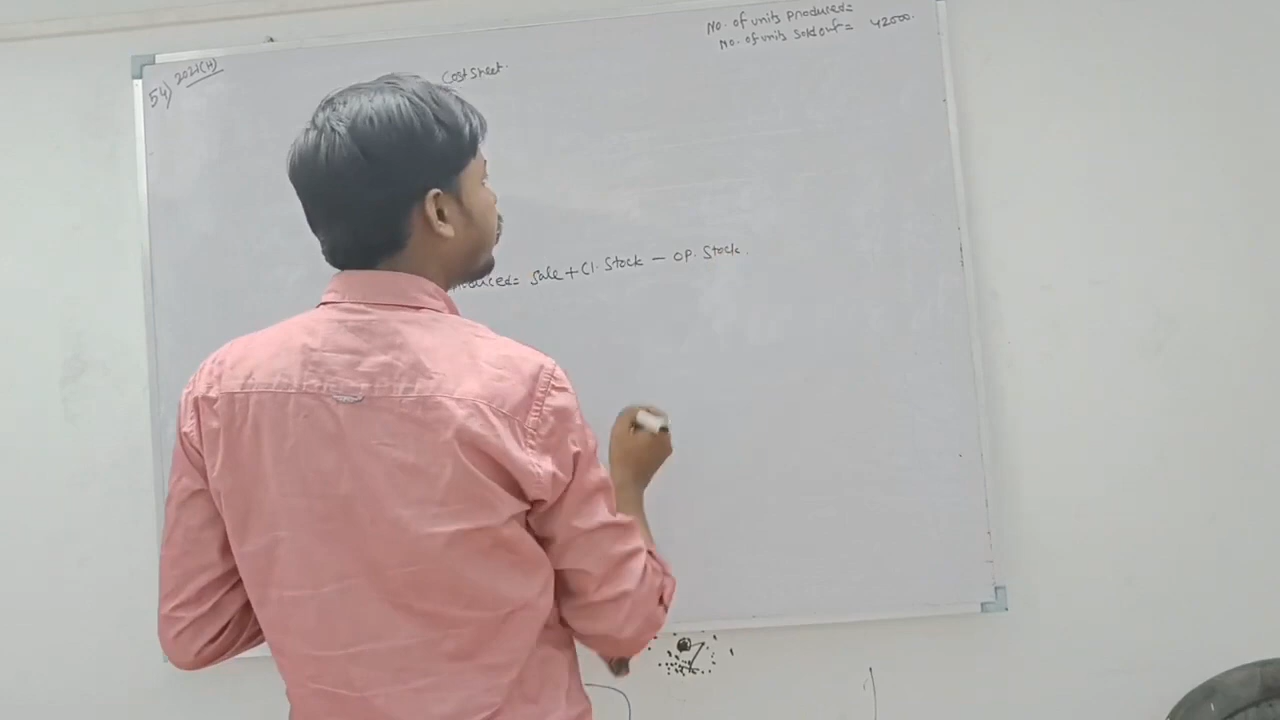 54) 2021(H)
Cost Sheet.
No. of units Produced=
No. of units Sold out = 42000.
Produced= Sale + Cl. Stock - OP. Stock.